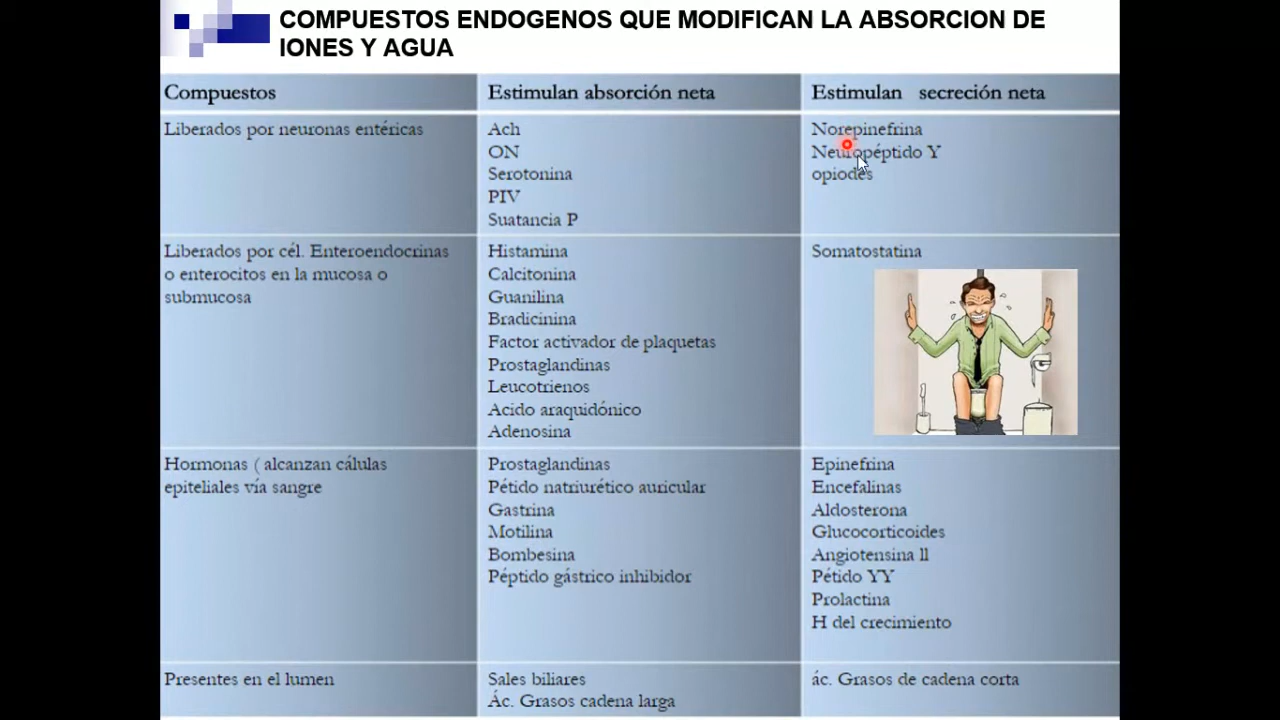 COMPUESTOS ENDOGENOS QUE MODIFICAN LA ABSORCION DE
IONES Y AGUA
Compuestos
Estimulan absorción neta
Estimulan secreción neta
Liberados por neuronas entéricas
Ach
ON
Serotonina
PIV
Suatancia P
Norepinefrina
Neuropéptido Y
opiodes
Liberados por cél. Enteroendocrinas
o enterocitos en la mucosa o
submucosa
Histamina
Calcitonina
Guanilina
Bradicinina
Factor activador de plaquetas
Prostaglandinas
Leucotrienos
Acido araquidónico
Adenosina
Somatostatina
Hormonas ( alcanzan cálulas
epiteliales vía sangre
Prostaglandinas
Pétido natriurético auricular
Gastrina
Motilina
Bombesina
Péptido gástrico inhibidor
Epinefrina
Encefalinas
Aldosterona
Glucocorticoides
Angiotensina ll
Pétido YY
Prolactina
H del crecimiento
Presentes en el lumen
Sales biliares
Ác. Grasos cadena larga
ác. Grasos de cadena corta